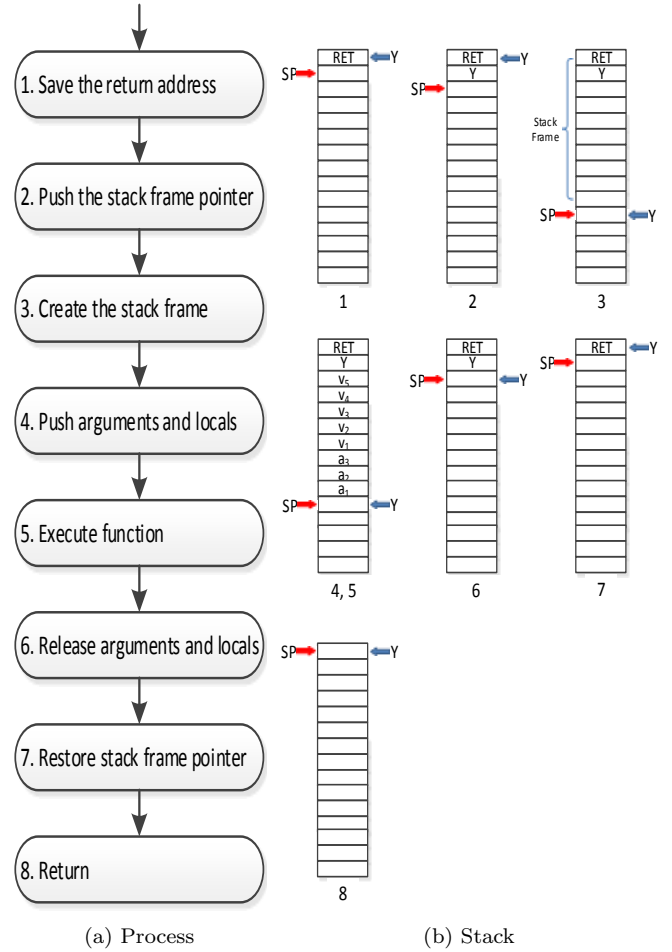 1. Save the return address
2. Push the stack frame pointer
3. Create the stack frame
4. Push arguments and locals
5. Execute function
6. Release arguments and locals
7. Restore stack frame pointer
8. Return
(a) Process
RET
Y
SP
1
RET
Y
Y
SP
2
RET
Y
Stack
Frame
SP
Y
3
RET
Y
v5
v4
v3
v2
v1
a3
a2
a1
SP
Y
4, 5
RET
Y
SP
Y
6
RET
Y
SP
7
SP
Y
8
(b) Stack